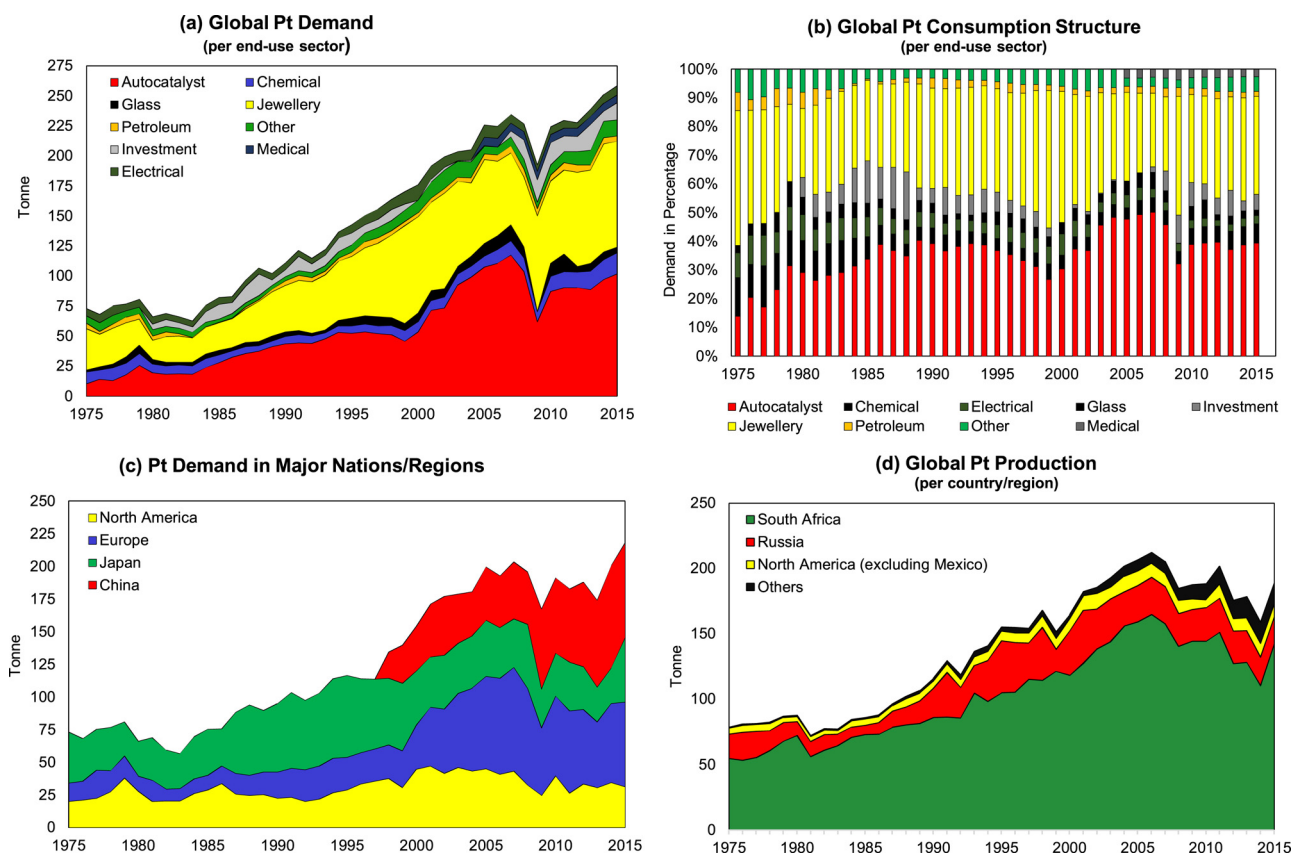 (a) Global Pt Demand
(per end-use sector)
275
250
225
200
175
150
125
100
75
50
25
0
Tonne
Autocatalyst
Chemical
Glass
Jewellery
Petroleum
Other
Investment
Medical
Electrical
1975 1980 1985 1990 1995 2000 2005 2010 2015
(b) Global Pt Consumption Structure
(per end-use sector)
100%
90%
80%
70%
60%
50%
40%
30%
20%
10%
0%
Demand in Percentage
1975 1980 1985 1990 1995 2000 2005 2010 2015
Autocatalyst Chemical Electrical Glass Investment
Jewellery Petroleum Other Medical
(c) Pt Demand in Major Nations/Regions
250
225
200
175
150
125
100
75
50
25
0
Tonne
North America
Europe
Japan
China
1975 1980 1985 1990 1995 2000 2005 2010 2015
(d) Global Pt Production
(per country/region)
250
200
150
100
50
0
Tonne
South Africa
Russia
North America (excluding Mexico)
Others
1975 1980 1985 1990 1995 2000 2005 2010 2015